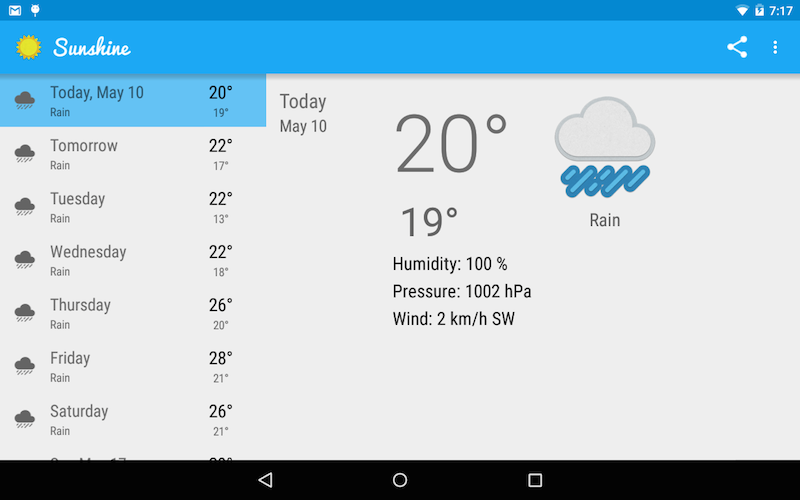 7:17
Sunshine
Today, May 10
20°
Rain
19°
Tomorrow
22°
Rain
17°
Tuesday
22°
Rain
13°
Wednesday
22°
Rain
18°
Thursday
26°
Rain
20°
Friday
28°
Rain
21°
Saturday
26°
Rain
21°
Today
May 10
20°
19°
Rain
Humidity: 100 %
Pressure: 1002 hPa
Wind: 2 km/h SW